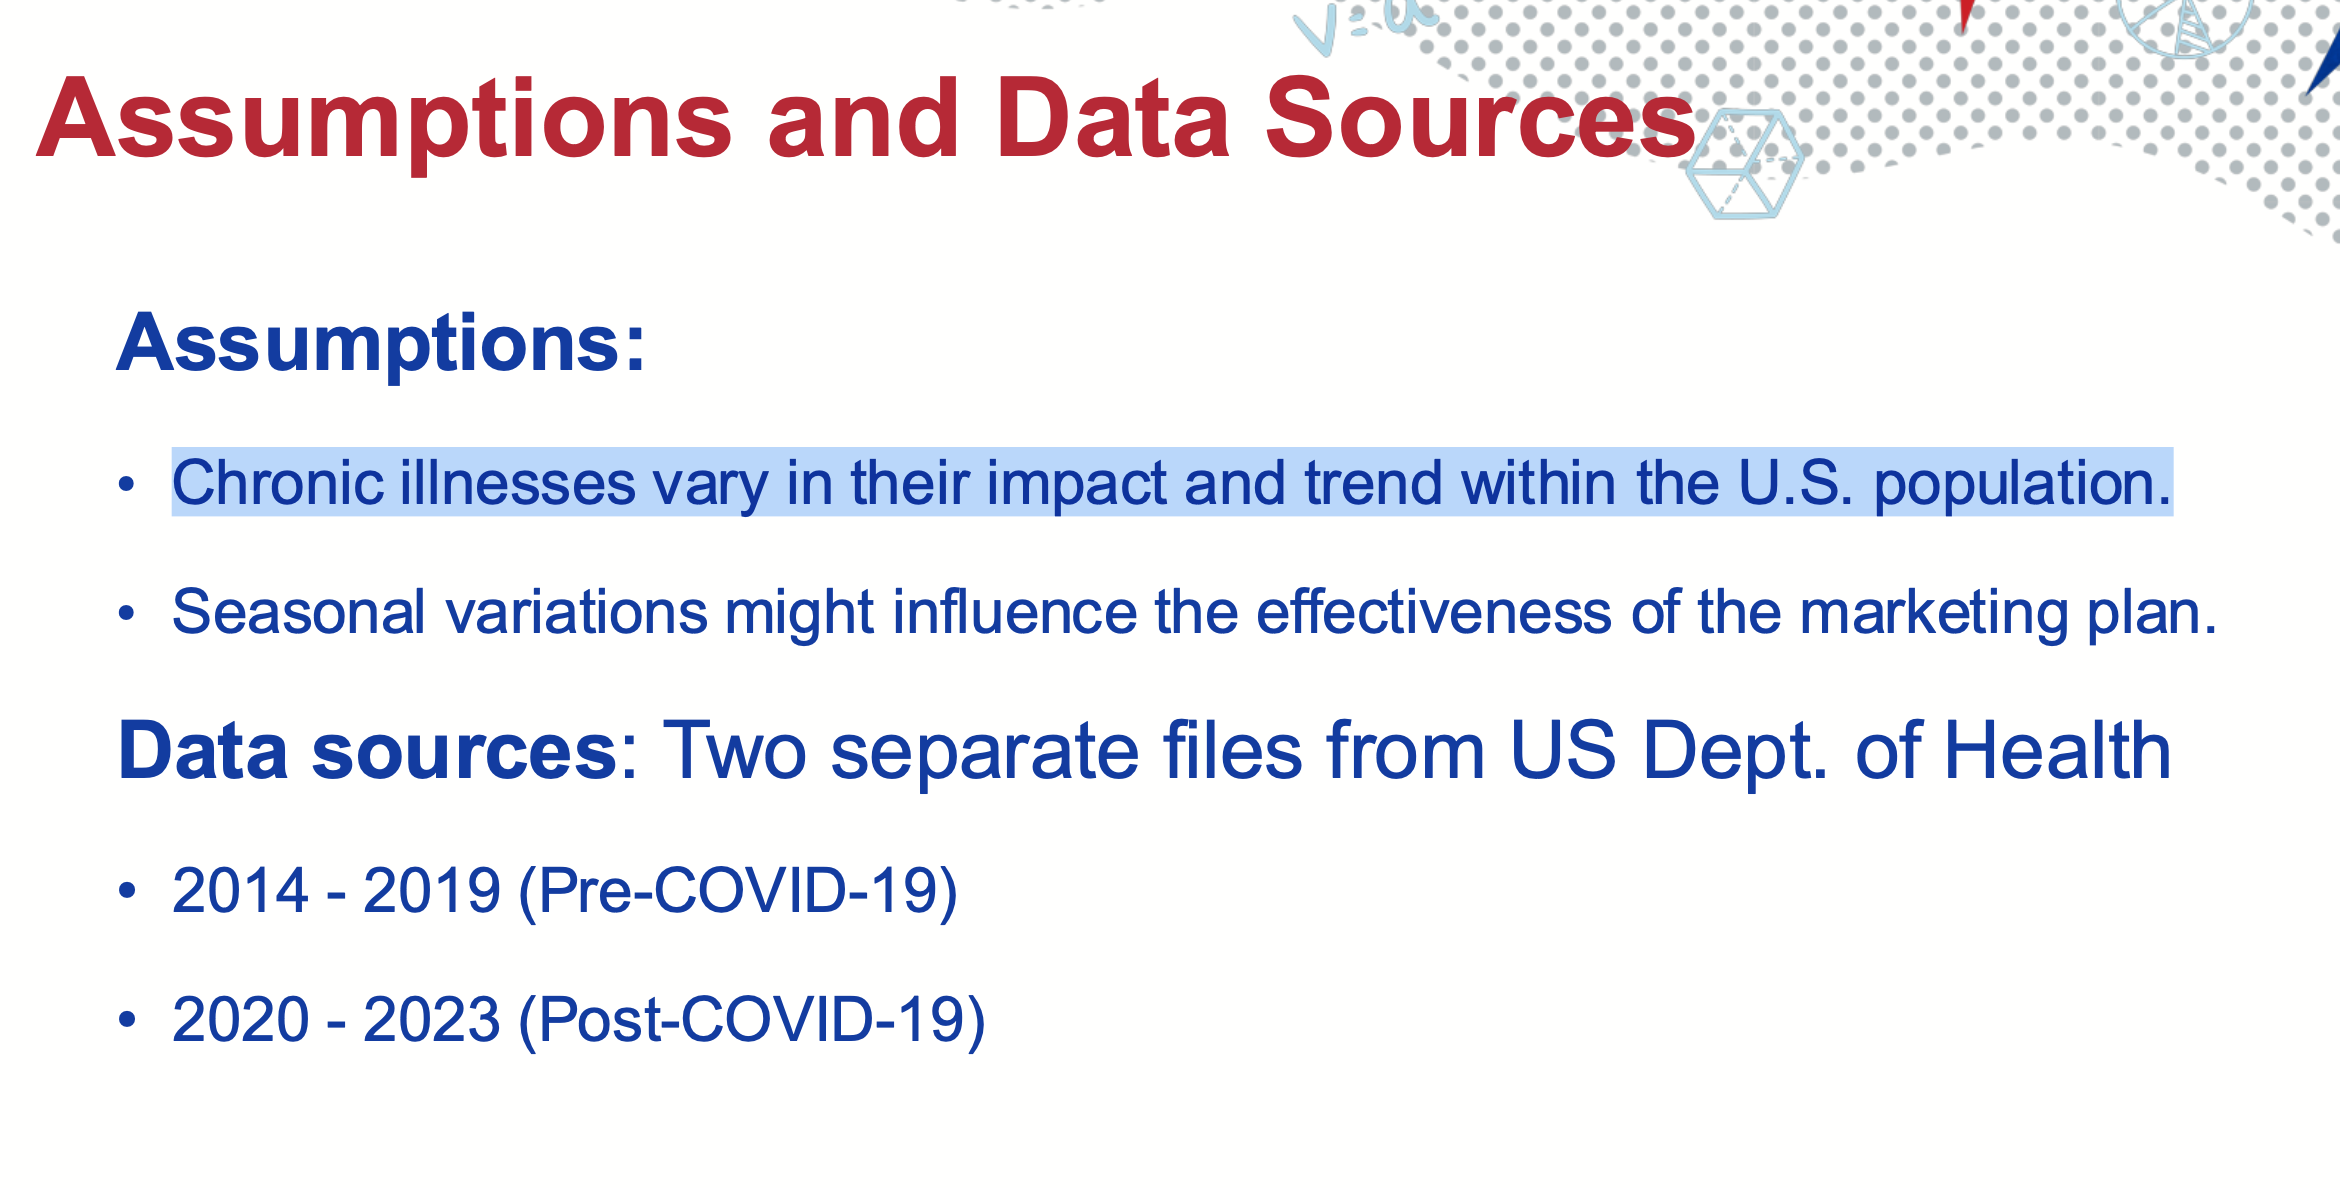 V=u
Assumptions and Data Sources
Assumptions:
• Chronic illnesses vary in their impact and trend within the U.S. population.
• Seasonal variations might influence the effectiveness of the marketing plan.
Data sources: Two separate files from US Dept. of Health
• 2014 - 2019 (Pre-COVID-19)
• 2020 - 2023 (Post-COVID-19)